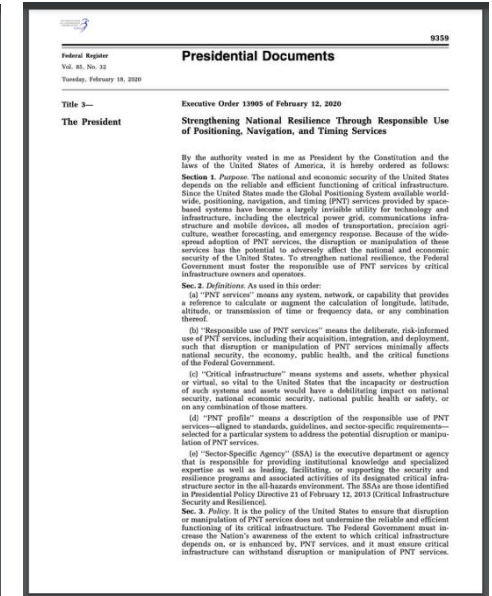 9359
Federal Register
Vol. 85, No. 32
Tuesday, February 18, 2020
Presidential Documents
Title 3—
The President
Executive Order 13905 of February 12, 2020
Strengthening National Resilience Through Responsible Use
of Positioning, Navigation, and Timing Services
By the authority vested in me as President by the Constitution and the
laws of the United States of America, it is hereby ordered as follows:
Section 1. Purpose. The national and economic security of the United States
depends on the reliable and efficient functioning of critical infrastructure.
Since the United States made the Global Positioning System available world-
wide, positioning, navigation, and timing (PNT) services provided by space-
based systems have become a largely invisible utility for technology and
infrastructure, including the electrical power grid, communications infra-
structure and mobile devices, all modes of transportation, precision agri-
culture, weather forecasting, and emergency response. Because of the wide-
spread adoption of PNT services, the disruption or manipulation of these
services has the potential to adversely affect the national and economic
security of the United States. To strengthen national resilience, the Federal
Government must foster the responsible use of PNT services by critical
infrastructure owners and operators.
Sec. 2. Definitions. As used in this order:
(a) "PNT services" means any system, network, or capability that provides
a reference to calculate or augment the calculation of longitude, latitude,
altitude, or transmission of time or frequency data, or any combination
thereof.
(b) "Responsible use of PNT services" means the deliberate, risk-informed
use of PNT services, including their acquisition, integration, and deployment,
such that disruption or manipulation of PNT services minimally affects
national security, the economy, public health, and the critical functions
of the Federal Government.
(c) "Critical infrastructure" means systems and assets, whether physical
or virtual, so vital to the United States that the incapacity or destruction
of such systems and assets would have a debilitating impact on national
security, national economic security, national public health or safety, or
on any combination of those matters.
(d) "PNT profile" means a description of the responsible use of PNT
services—aligned to standards, guidelines, and sector-specific requirements—
selected for a particular system to address the potential disruption or manipu-
lation of PNT services.
(e) "Sector-Specific Agency" (SSA) is the executive department or agency
that is responsible for providing institutional knowledge and specialized
expertise as well as leading, facilitating, or supporting the security and
resilience programs and associated activities of its designated critical infra-
structure sector in the all-hazards environment. The SSAs are those identified
in Presidential Policy Directive 21 of February 12, 2013 (Critical Infrastructure
Security and Resilience).
Sec. 3. Policy. It is the policy of the United States to ensure that disruption
or manipulation of PNT services does not undermine the reliable and efficient
functioning of its critical infrastructure. The Federal Government must in-
crease the Nation's awareness of the extent to which critical infrastructure
depends on, or is enhanced by, PNT services, and it must ensure critical
infrastructure can withstand disruption or manipulation of PNT services.